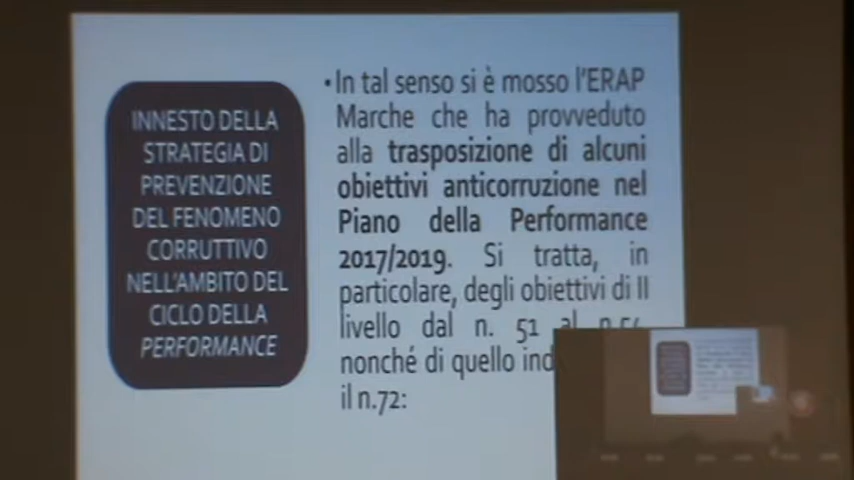 INNESTO DELLA
STRATEGIA DI
PREVENZIONE
DEL FENOMENO
CORRUTTIVO
NELL'AMBITO DEL
CICLO DELLA
PERFORMANCE
•In tal senso si è mosso l'ERAP
Marche che ha provveduto
alla trasposizione di alcuni
obiettivi anticorruzione nel
Piano della Performance
2017/2019. Si tratta, in
particolare, degli obiettivi di II
livello dal n. 51 al
nonché di quello
il n.72: